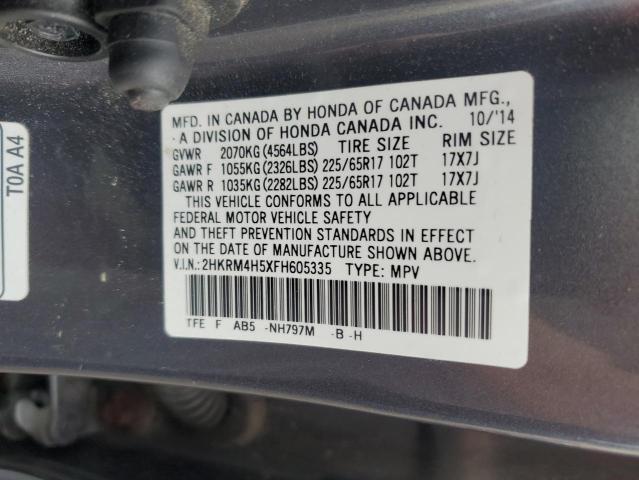 MFD. IN CANADA BY HONDA OF CANADA MFG.,
A DIVISION OF HONDA CANADA INC. 10/'14
GVWR 2070KG(4564LBS) TIRE SIZE RIM SIZE
GAWR F 1055KG(2326LBS)225/65R17 102T 17X7J
GAWR R 1035KG(2282LBS)225/65R17 102T 17X7J
THIS VEHICLE CONFORMS TO ALL APPLICABLE
FEDERAL MOTOR VEHICLE SAFETY
AND THEFT PREVENTION STANDARDS IN EFFECT
ON THE DATE OF MANUFACTURE SHOWN ABOVE.
V.I.N.:2HKRM4H5XFH605335 TYPE: MPV
TFE F AB5 -NH797M -B -H
T0A A4